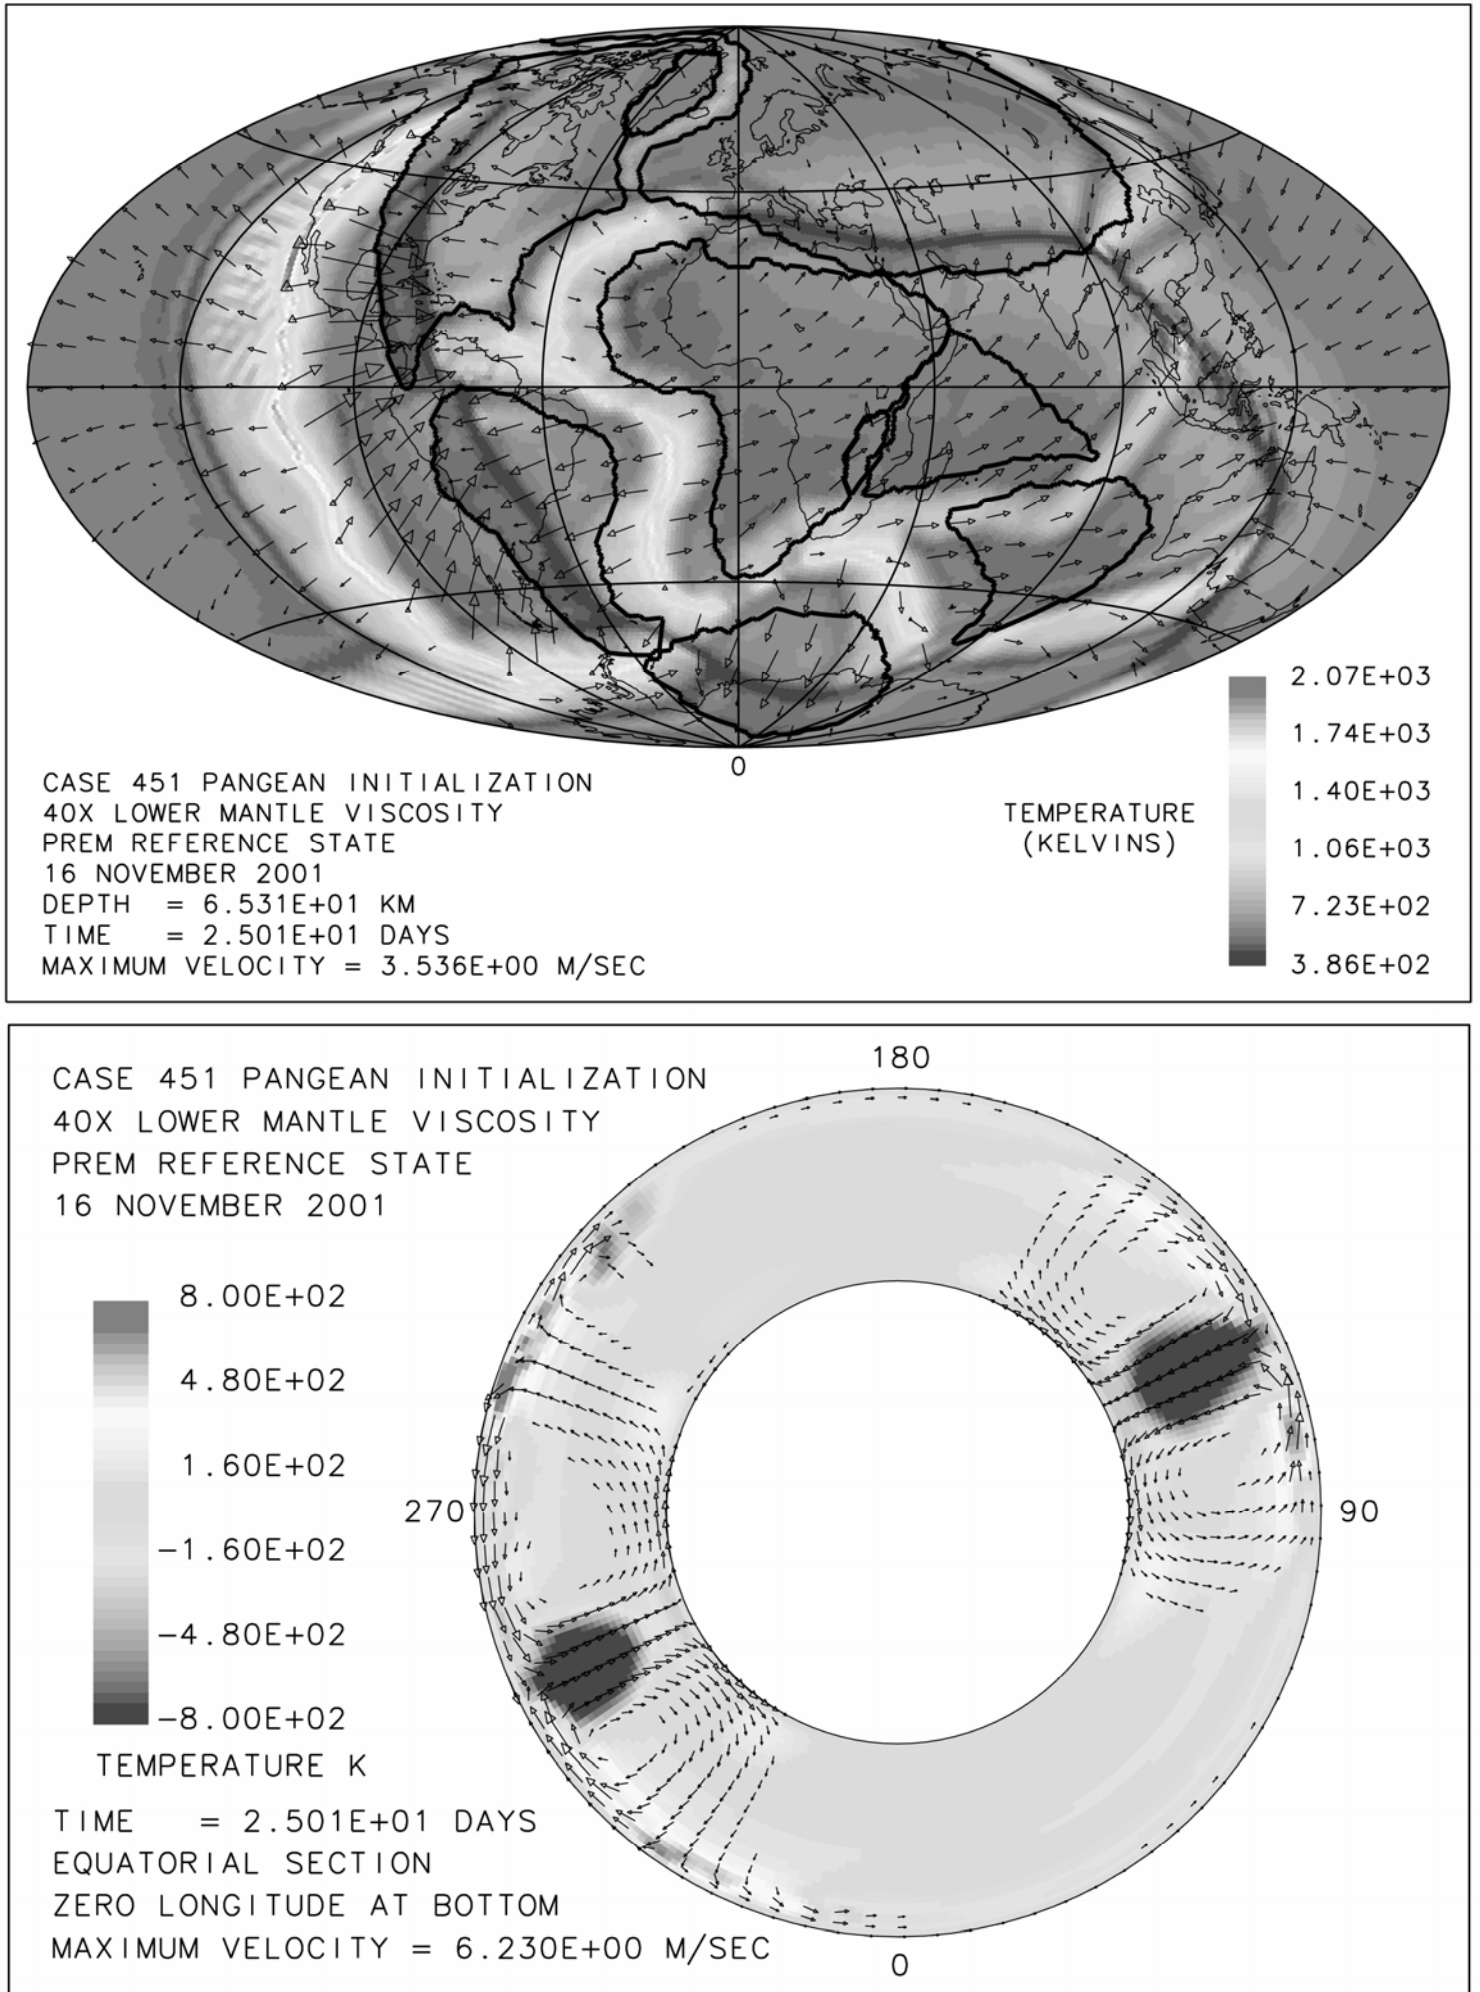 0
CASE 451 PANGEAN INITIALIZATION
40X LOWER MANTLE VISCOSITY
PREM REFERENCE STATE
16 NOVEMBER 2001
DEPTH = 6.531E+01 KM
TIME = 2.501E+01 DAYS
MAXIMUM VELOCITY = 3.536E+00 M/SEC
TEMPERATURE
(KELVINS)
2.07E+03
1.74E+03
1.40E+03
1.06E+03
7.23E+02
3.86E+02
CASE 451 PANGEAN INITIALIZATION
40X LOWER MANTLE VISCOSITY
PREM REFERENCE STATE
16 NOVEMBER 2001
8.00E+02
4.80E+02
1.60E+02
-1.60E+02
-4.80E+02
-8.00E+02
TEMPERATURE K
TIME = 2.501E+01 DAYS
EQUATORIAL SECTION
ZERO LONGITUDE AT BOTTOM
MAXIMUM VELOCITY = 6.230E+00 M/SEC
180
270
90
0